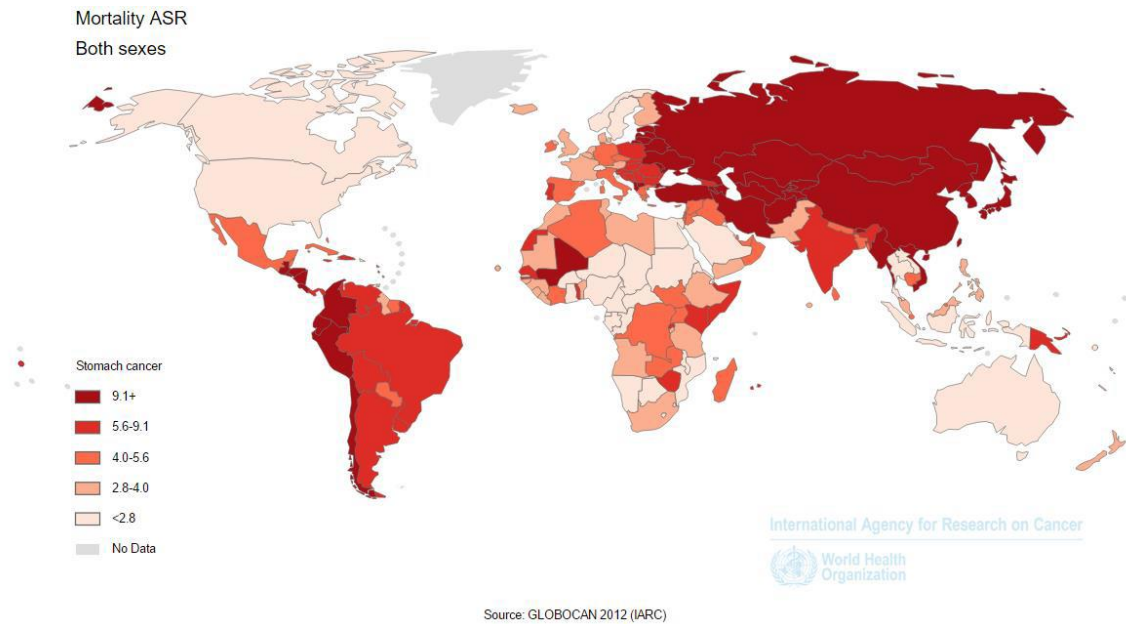 Mortality ASR
Both sexes
Stomach cancer
9.1+
5.6-9.1
4.0-5.6
2.8-4.0
<2.8
No Data
International Agency for Research on Cancer
World Health
Organization
Source: GLOBOCAN 2012 (IARC)